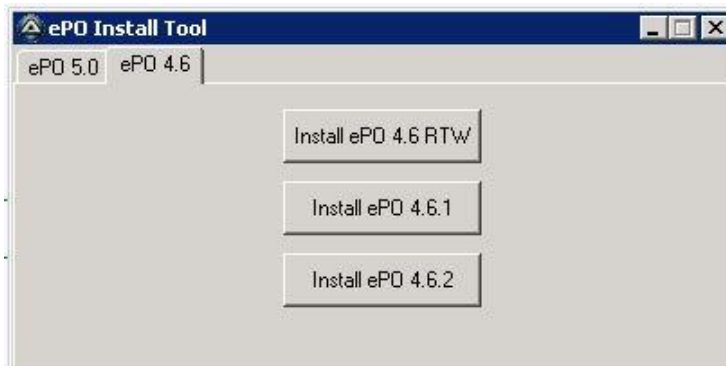 ePO Install Tool
ePO 5.0 ePO 4.6
Install ePO 4.6 RTW
Install ePO 4.6.1
Install ePO 4.6.2